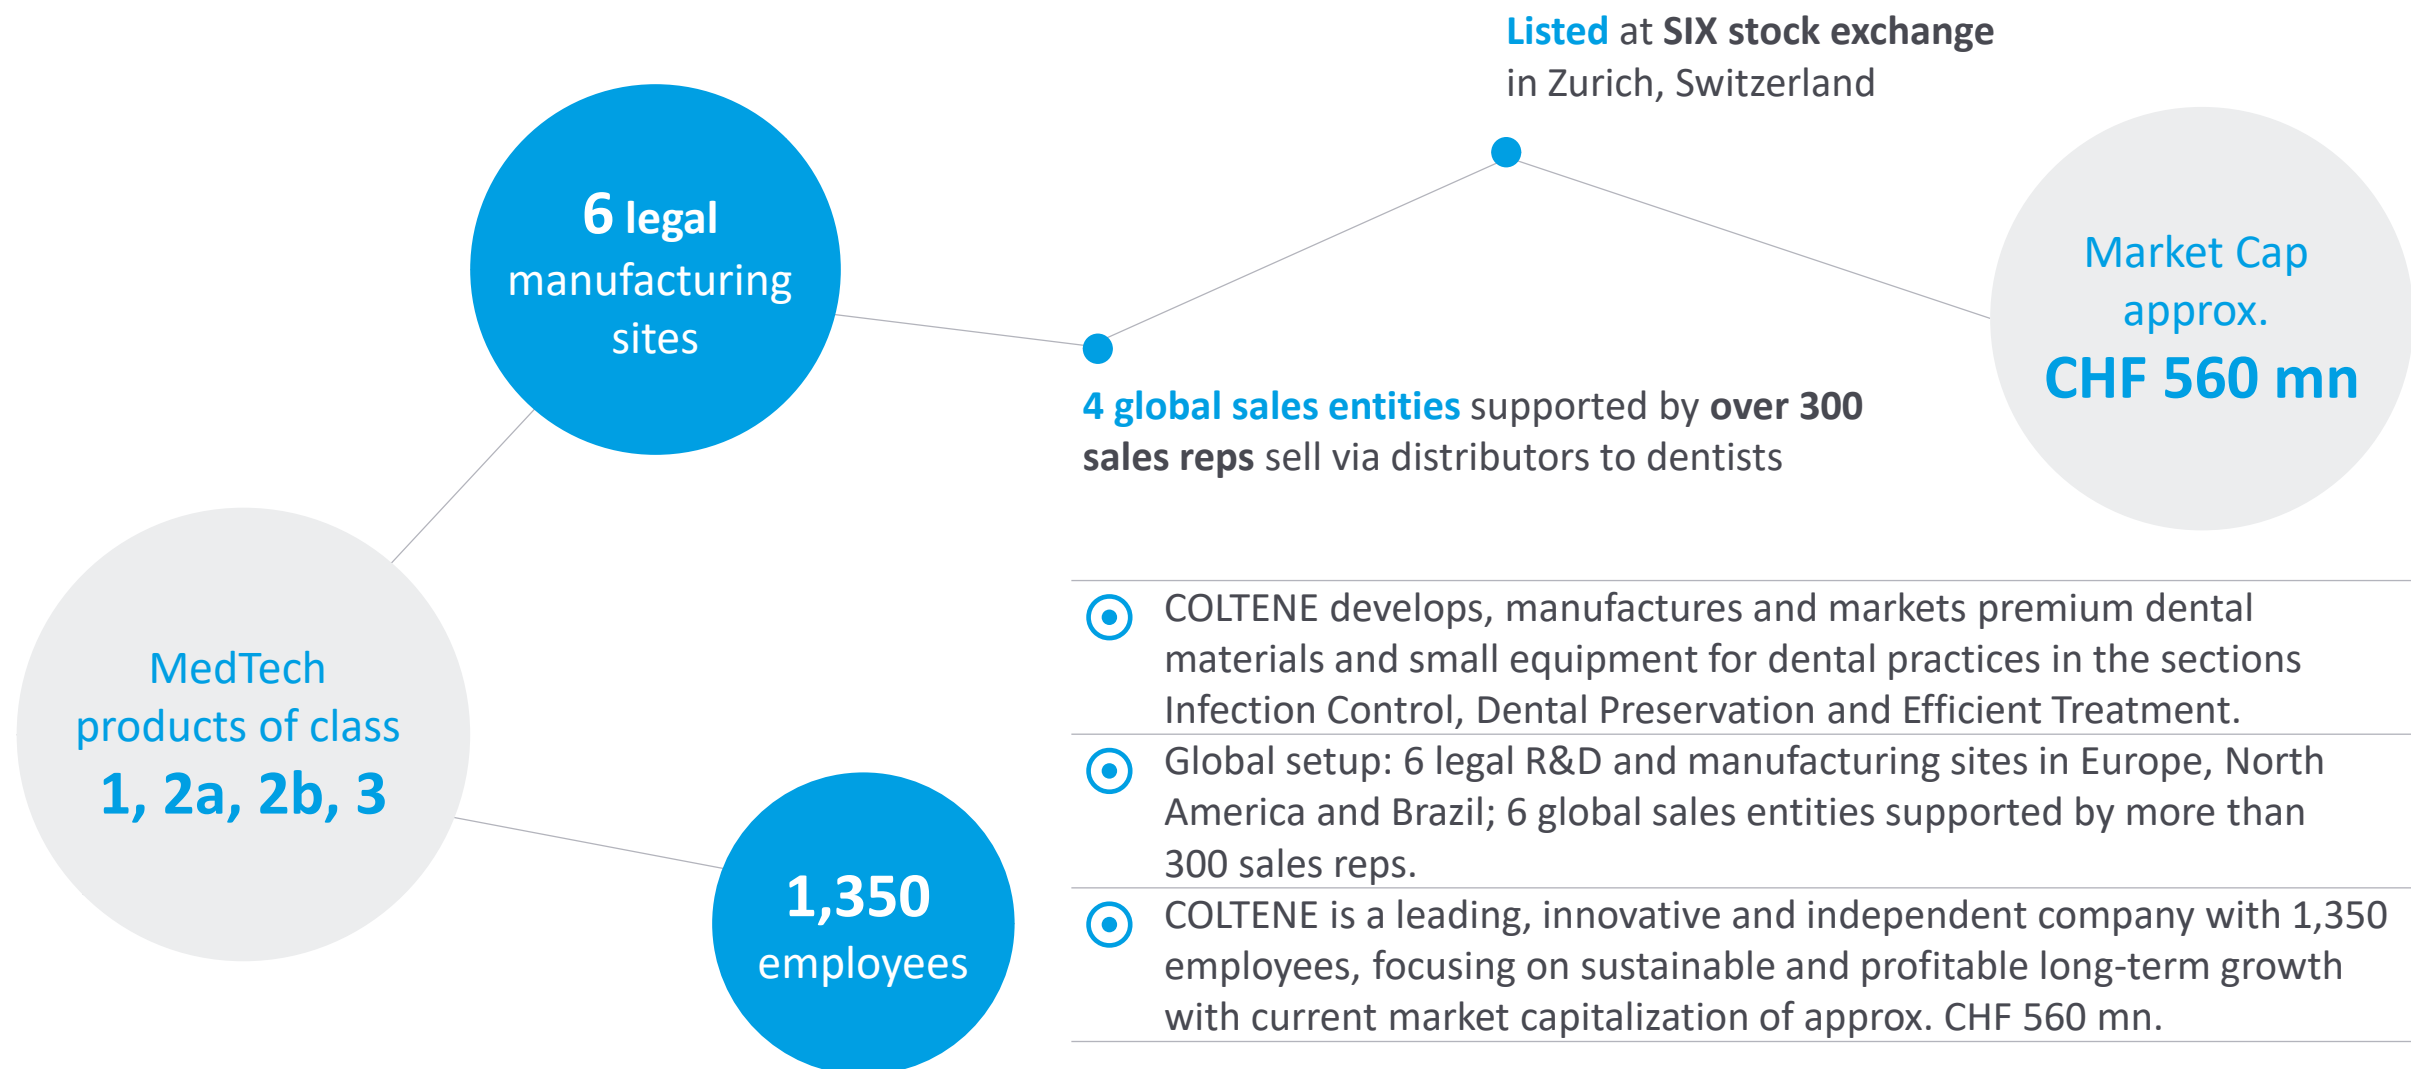 Listed at SIX stock exchange
in Zurich, Switzerland
6 legal
manufacturing
sites
Market Cap
approx.
CHF 560 mn
4 global sales entities supported by over 300
sales reps sell via distributors to dentists
MedTech
products of class
1, 2a, 2b, 3
1,350
employees
COLTENE develops, manufactures and markets premium dental
materials and small equipment for dental practices in the sections
Infection Control, Dental Preservation and Efficient Treatment.
Global setup: 6 legal R&D and manufacturing sites in Europe, North
America and Brazil; 6 global sales entities supported by more than
300 sales reps.
COLTENE is a leading, innovative and independent company with 1,350
employees, focusing on sustainable and profitable long-term growth
with current market capitalization of approx. CHF 560 mn.